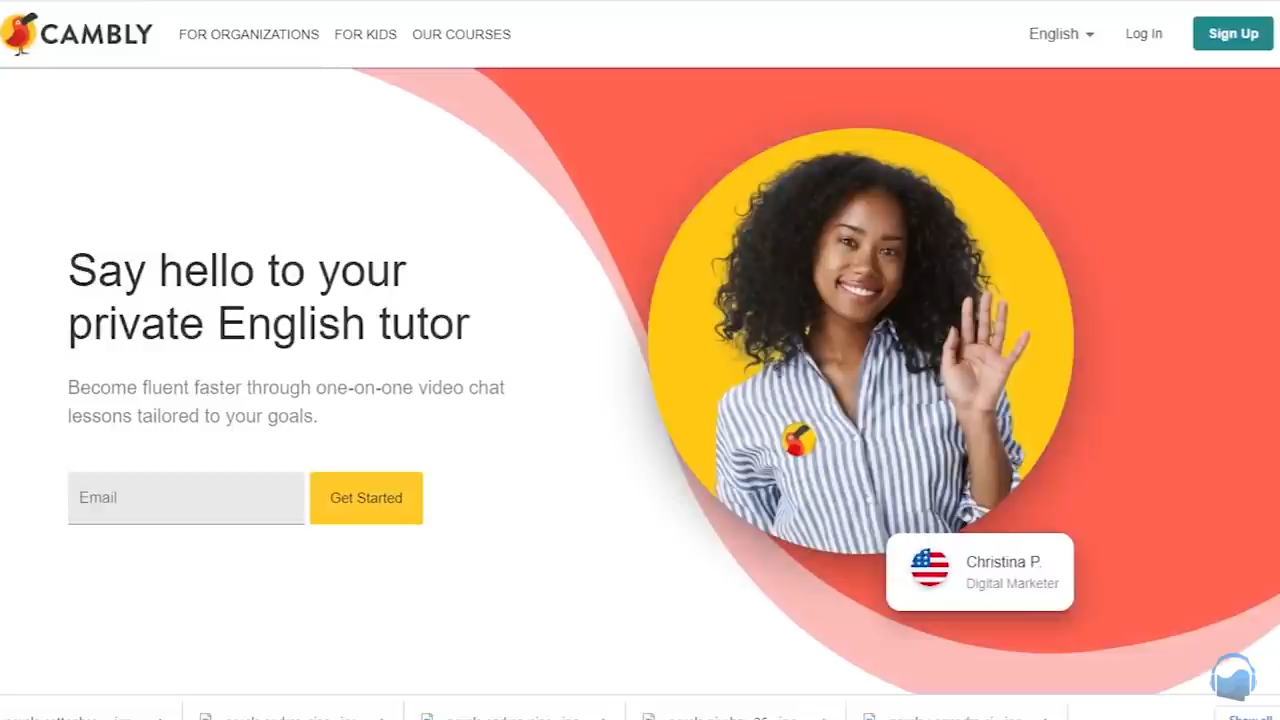 CAMBLY
FOR ORGANIZATIONS FOR KIDS OUR COURSES
English Log In Sign Up
Say hello to your
private English tutor
Become fluent faster through one-on-one video chat
lessons tailored to your goals.
Email Get Started
Christina P.
Digital Marketer